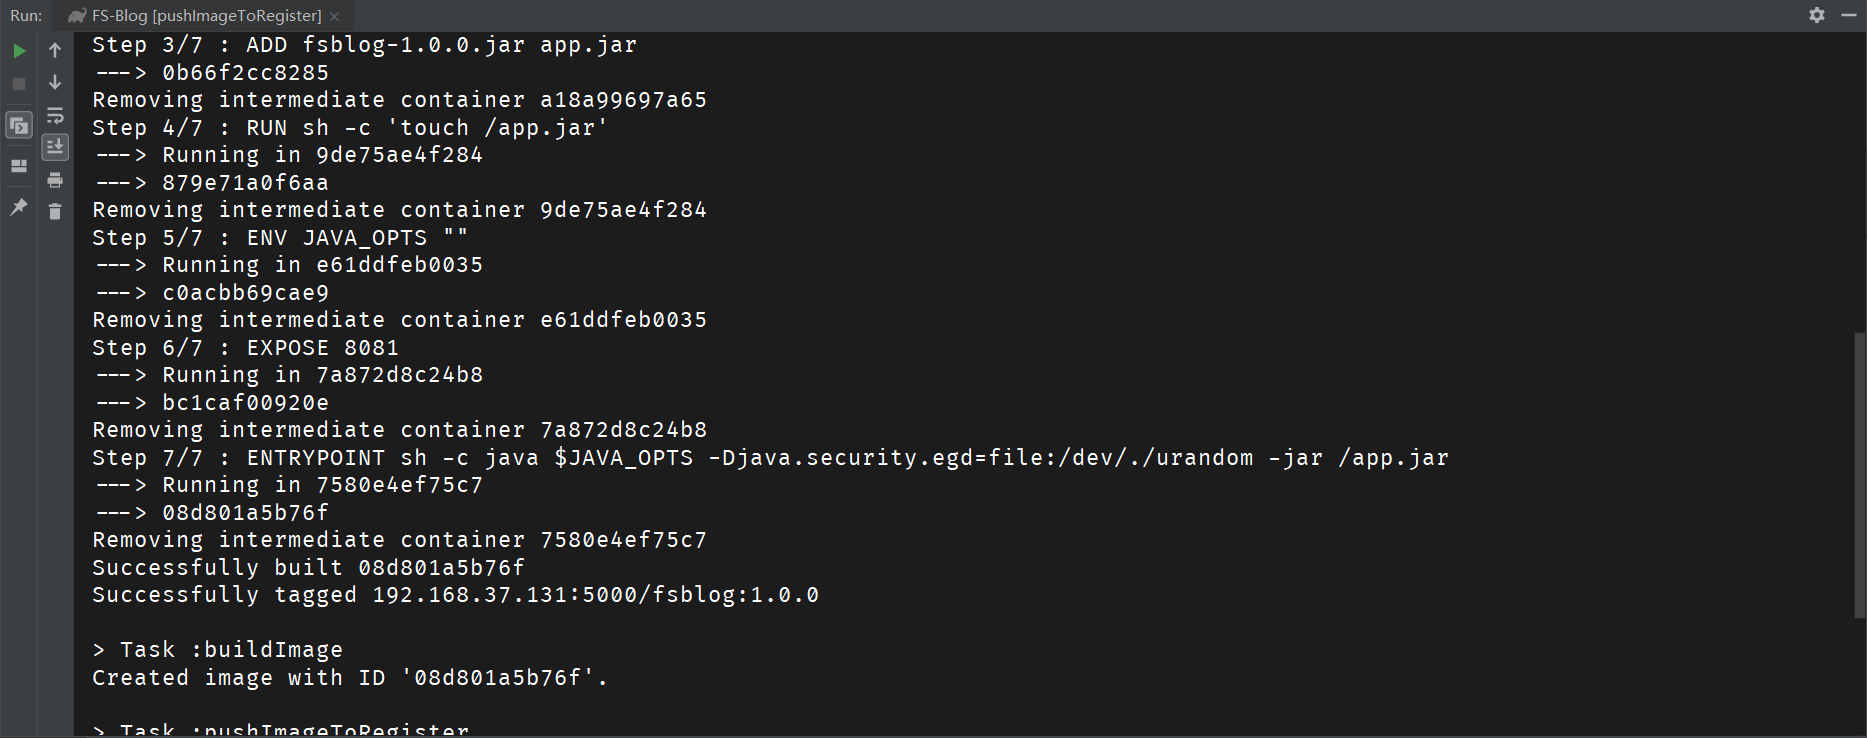 Run: FS-Blog [pushImageToRegister]
Step 3/7 : ADD fsblog-1.0.0.jar app.jar
---> 0b66f2cc8285
Removing intermediate container a18a99697a65
Step 4/7 : RUN sh -c 'touch /app.jar'
---> Running in 9de75ae4f284
---> 879e71a0f6aa
Removing intermediate container 9de75ae4f284
Step 5/7 : ENV JAVA_OPTS ""
---> Running in e61ddfeb0035
---> c0acbb69cae9
Removing intermediate container e61ddfeb0035
Step 6/7 : EXPOSE 8081
---> Running in 7a872d8c24b8
---> bc1caf00920e
Removing intermediate container 7a872d8c24b8
Step 7/7 : ENTRYPOINT sh -c java $JAVA_OPTS -Djava.security.egd=file:/dev/./urandom -jar /app.jar
---> Running in 7580e4ef75c7
---> 08d801a5b76f
Removing intermediate container 7580e4ef75c7
Successfully built 08d801a5b76f
Successfully tagged 192.168.37.131:5000/fsblog:1.0.0
> Task :buildImage
Created image with ID '08d801a5b76f'.
> Task :pushImageToRegister